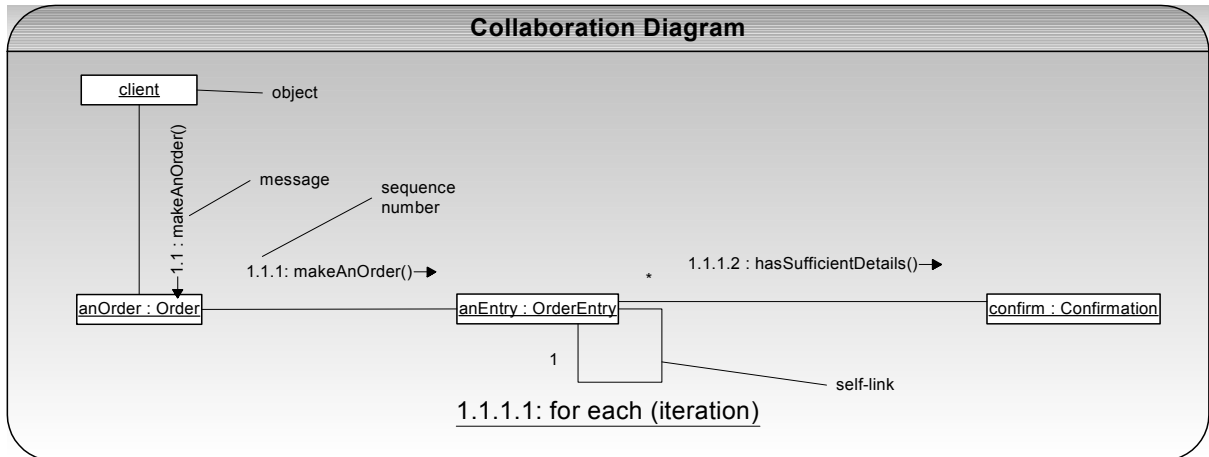 Collaboration Diagram
client
object
1.1 : makeAnOrder()
message
sequence
number
1.1.1: makeAnOrder()
*
1.1.1.2 : hasSufficientDetails()
anOrder : Order
anEntry : OrderEntry
confirm : Confirmation
1
self-link
1.1.1.1: for each (iteration)